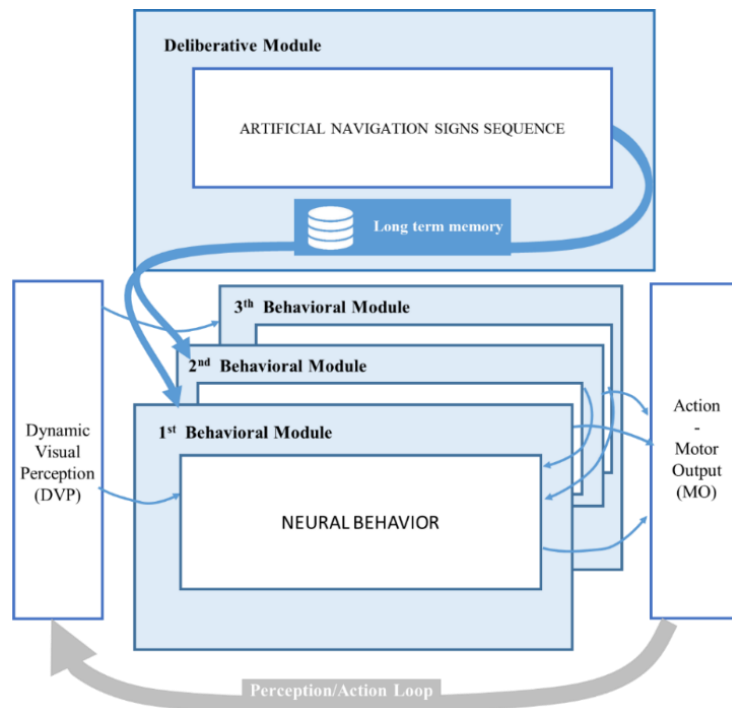 Deliberative Module
ARTIFICIAL NAVIGATION SIGNS SEQUENCE
Long term memory
3th Behavioral Module
2nd Behavioral Module
1st Behavioral Module
NEURAL BEHAVIOR
Dynamic
Visual
Perception
(DVP)
Action
-
Motor
Output
(MO)
Perception/Action Loop